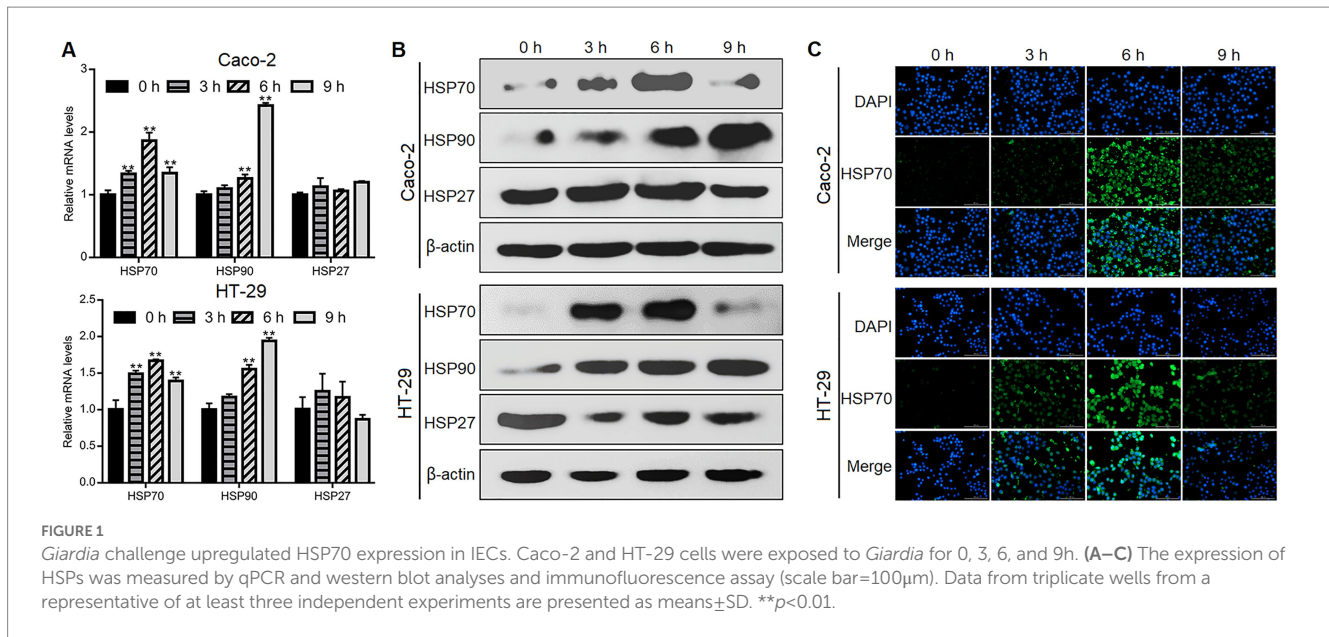 A
Caco-2
0 h 3 h 6 h 9 h
Relative mRNA levels
3
2
1
0
** ** ** ** **
HSP70 HSP90 HSP27
HT-29
0 h 3 h 6 h 9 h
Relative mRNA levels
2.5
2.0
1.5
1.0
0.5
0.0
** ** ** ** **
HSP70 HSP90 HSP27
B
0 h 3 h 6 h 9 h
Caco-2
HSP70
HSP90
HSP27
β-actin
HT-29
HSP70
HSP90
HSP27
β-actin
C
0 h 3 h 6 h 9 h
Caco-2
DAPI
HSP70
Merge
HT-29
DAPI
HSP70
Merge
FIGURE 1
Giardia challenge upregulated HSP70 expression in IECs. Caco-2 and HT-29 cells were exposed to Giardia for 0, 3, 6, and 9h. (A–C) The expression of
HSPs was measured by qPCR and western blot analyses and immunofluorescence assay (scale bar=100μm). Data from triplicate wells from a
representative of at least three independent experiments are presented as means±SD. **p<0.01.